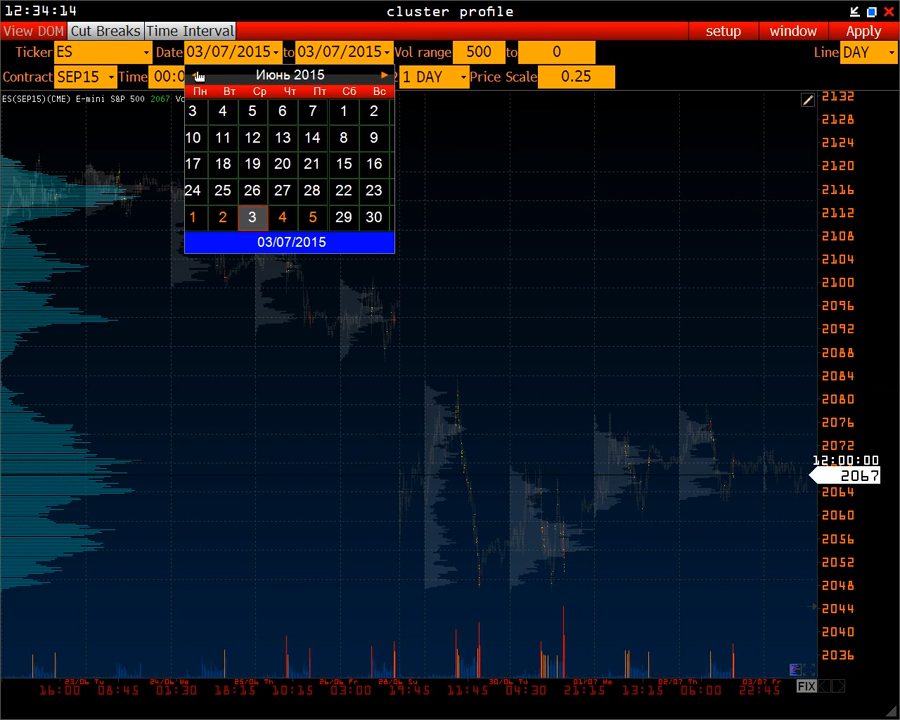 12:34:14
cluster profile
View DOM Cut Breaks Time Interval setup window Apply
Ticker ES Date 03/07/2015 to 03/07/2015 Vol range 500 to 0 Line DAY
Contract SEP15 Time 00:0 1 DAY Price Scale 0.25
Июнь 2015
Пн Вт Ср Чт Пт Сб Вс
3 4 5 6 7 1 2
10 11 12 13 14 8 9
17 18 19 20 21 15 16
24 25 26 27 28 22 23
1 2 3 4 5 29 30
03/07/2015
ES(SEP15)(CME) E-mini S&P 500 2067 Vo
2132
2128
2124
2120
2116
2112
2108
2104
2100
2096
2092
2088
2084
2080
2076
2072
12:00:00
2067
2064
2060
2056
2052
2048
2044
2040
2036
23/06 Tu 24/06 We 25/06 Th 26/06 Fr 28/06 Su 30/06 Tu 01/07 We 02/07 Th 03/07 Fr
16:00 08:45 01:30 18:15 10:15 03:00 19:45 11:45 04:30 21:15 13:45 06:00 22:45
FIX